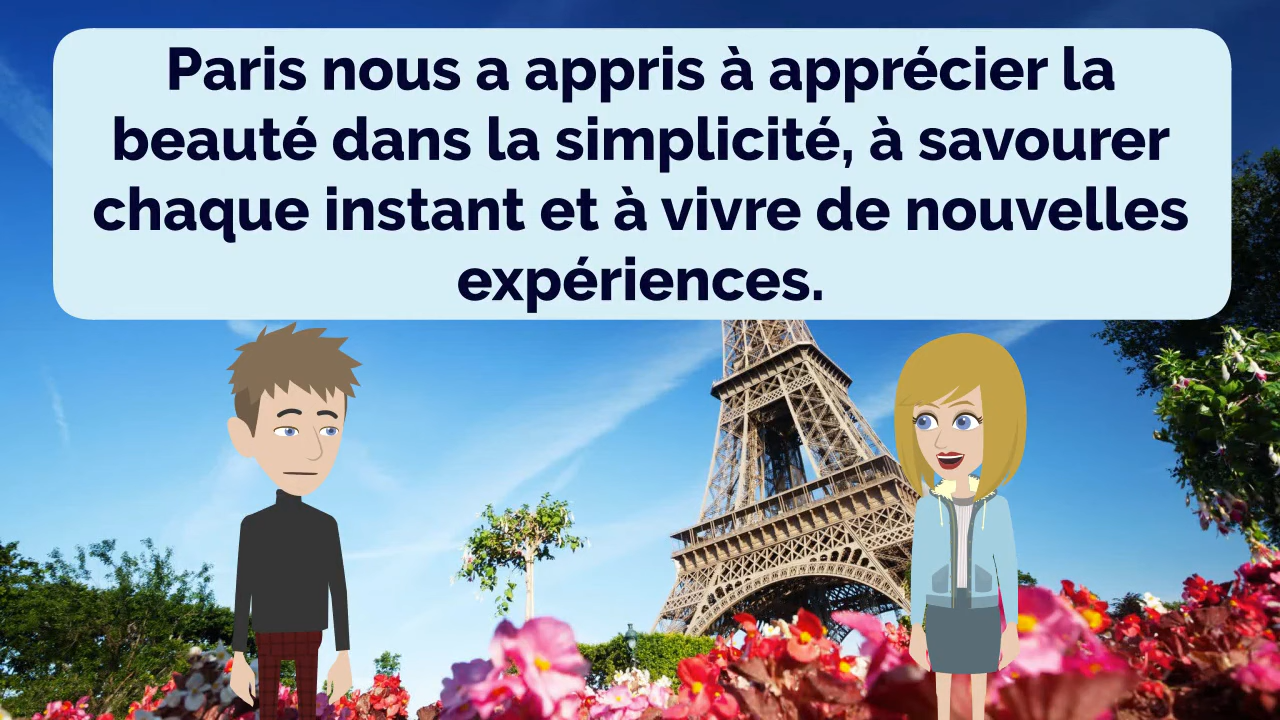 Paris nous a appris à apprécier la
beauté dans la simplicité, à savourer
chaque instant et à vivre de nouvelles
expériences.